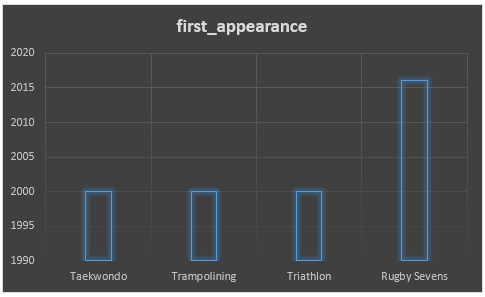 first_appearance
2020
2015
2010
2005
2000
1995
1990
Taekwondo
Trampolining
Triathlon
Rugby Sevens